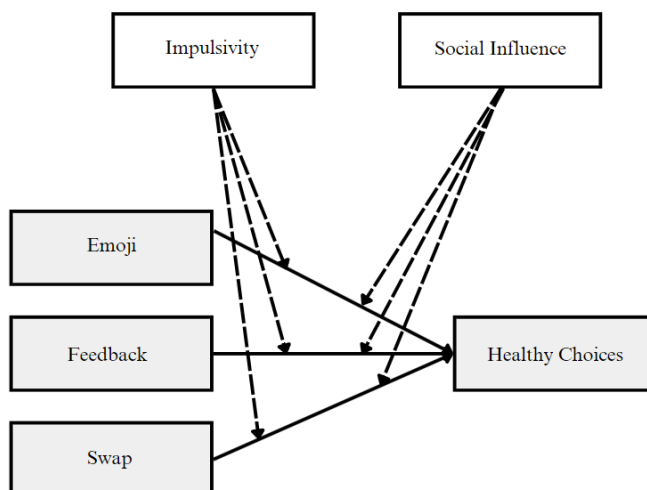 Impulsivity
Social Influence
Emoji
Feedback
Healthy Choices
Swap